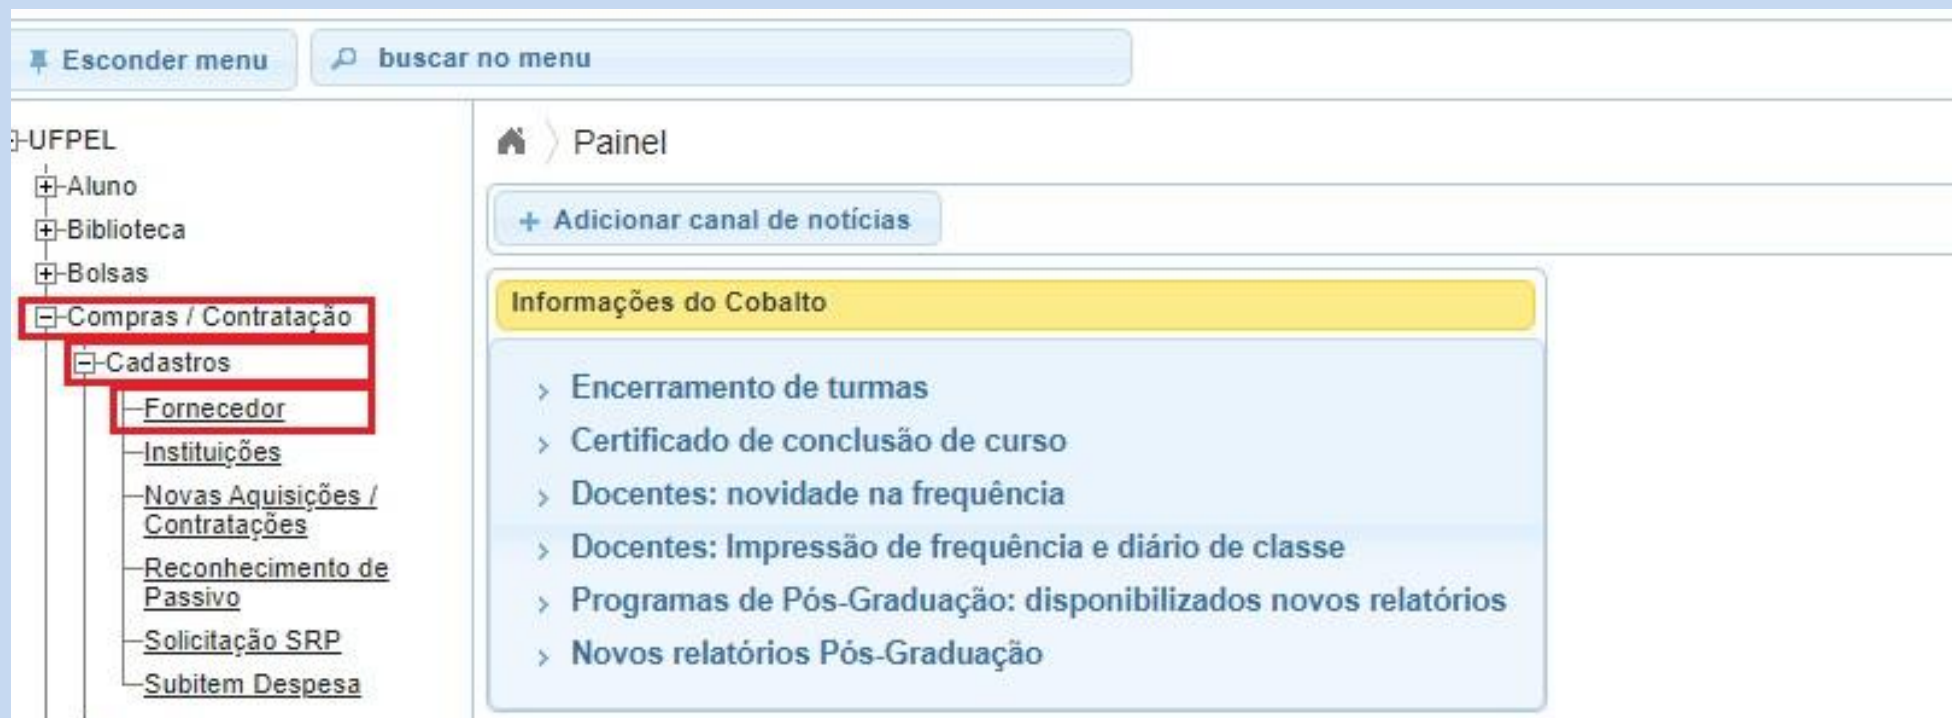 Esconder menu
buscar no menu
UFPEL
Aluno
Biblioteca
Bolsas
Compras / Contratação
Cadastros
Fornecedor
Instituições
Novas Aquisições /
Contratações
Reconhecimento de
Passivo
Solicitação SRP
Subitem Despesa
Painel
+ Adicionar canal de notícias
Informações do Cobalto
> Encerramento de turmas
> Certificado de conclusão de curso
> Docentes: novidade na frequência
> Docentes: Impressão de frequência e diário de classe
> Programas de Pós-Graduação: disponibilizados novos relatórios
> Novos relatórios Pós-Graduação